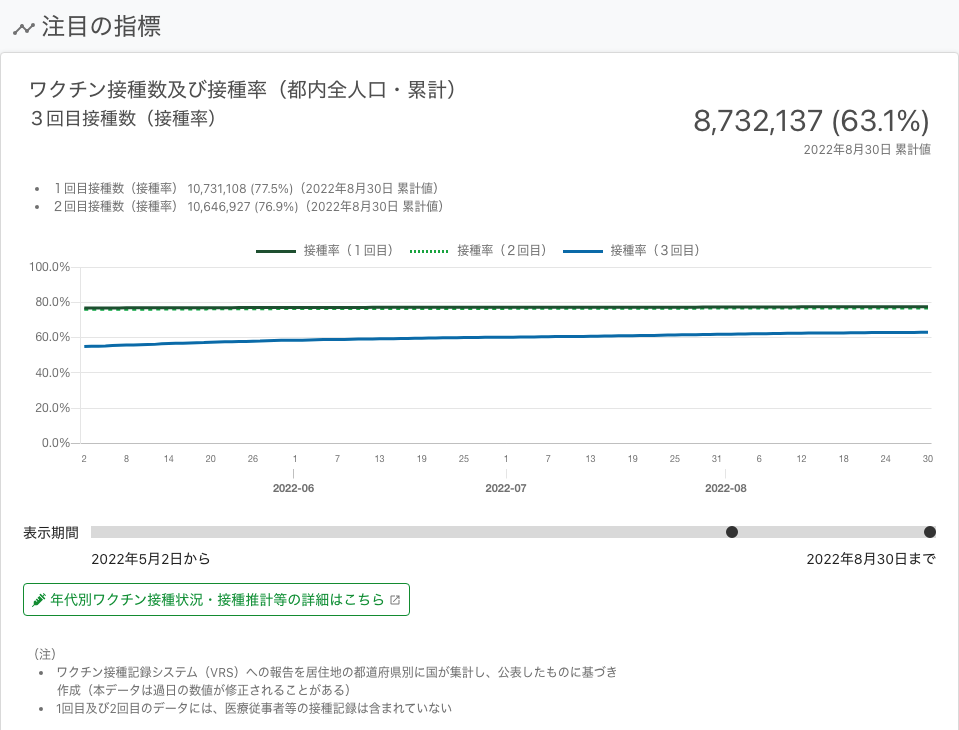 注目の指標
ワクチン接種数及び接種率（都内全人口・累計）
３回目接種数（接種率）
8,732,137 (63.1%)
2022年8月30日 累計値
１回目接種数（接種率） 10,731,108 (77.5%)（2022年8月30日 累計値）
２回目接種数（接種率） 10,646,927 (76.9%)（2022年8月30日 累計値）
接種率（１回目） 接種率（２回目） 接種率（３回目）
100.0%
80.0%
60.0%
40.0%
20.0%
0.0%
2 8 14 20 26 1 7 13 19 25 1 7 13 19 25 31 6 12 18 24 30
2022-06 2022-07 2022-08
表示期間
2022年5月2日から 2022年8月30日まで
年代別ワクチン接種状況・接種推計等の詳細はこちら
（注）
ワクチン接種記録システム（VRS）への報告を居住地の都道府県別に国が集計し、公表したものに基づき
作成（本データは過日の数値が修正されることがある）
1回目及び2回目のデータには、医療従事者等の接種記録は含まれていない